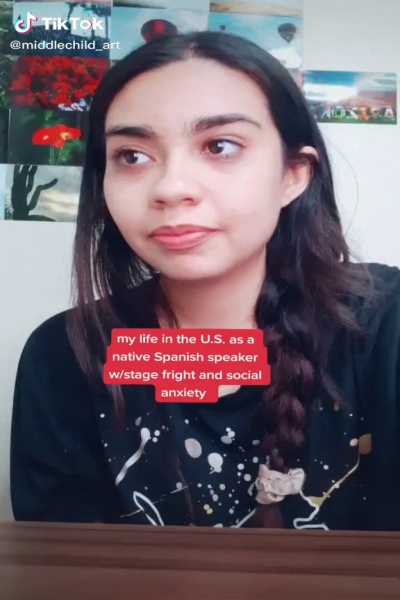 TikTok
@middlechild_art
my life in the U.S. as a
native Spanish speaker
w/stage fright and social
anxiety